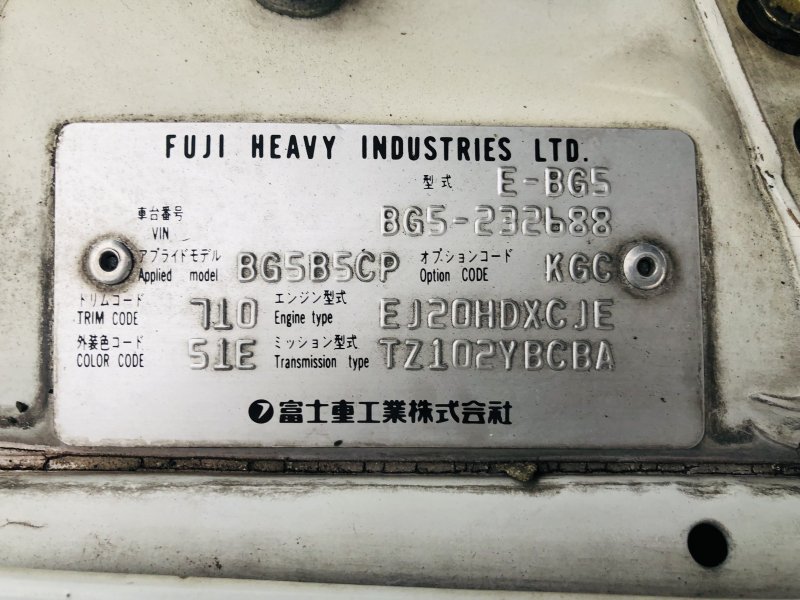 FUJI HEAVY INDUSTRIES LTD.
型式 E-BG5
車台番号 VIN BG5-232688
アプライドモデル Applied model BG5B5CP オプションコード Option CODE KGC
トリムコード TRIM CODE 710 エンジン型式 Engine type EJ20HDXCJE
外装色コード COLOR CODE 51E ミッション型式 Transmission type TZ102YBCBA
富士重工業株式会社